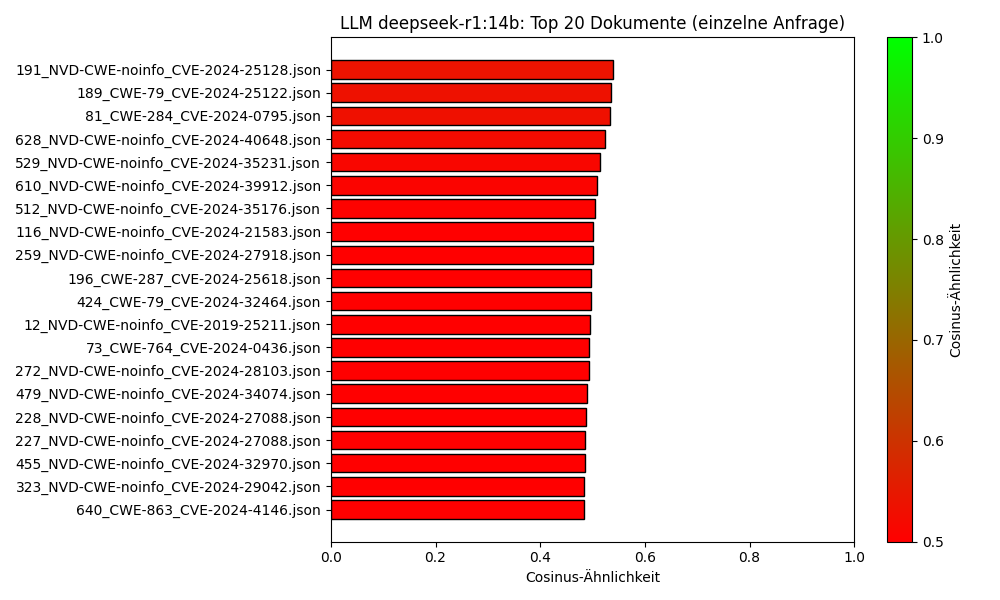 LLM deepseek-r1:14b: Top 20 Dokumente (einzelne Anfrage)
191_NVD-CWE-noinfo_CVE-2024-25128.json
189_CWE-79_CVE-2024-25122.json
81_CWE-284_CVE-2024-0795.json
628_NVD-CWE-noinfo_CVE-2024-40648.json
529_NVD-CWE-noinfo_CVE-2024-35231.json
610_NVD-CWE-noinfo_CVE-2024-39912.json
512_NVD-CWE-noinfo_CVE-2024-35176.json
116_NVD-CWE-noinfo_CVE-2024-21583.json
259_NVD-CWE-noinfo_CVE-2024-27918.json
196_CWE-287_CVE-2024-25618.json
424_CWE-79_CVE-2024-32464.json
12_NVD-CWE-noinfo_CVE-2019-25211.json
73_CWE-764_CVE-2024-0436.json
272_NVD-CWE-noinfo_CVE-2024-28103.json
479_NVD-CWE-noinfo_CVE-2024-34074.json
228_NVD-CWE-noinfo_CVE-2024-27088.json
227_NVD-CWE-noinfo_CVE-2024-27088.json
455_NVD-CWE-noinfo_CVE-2024-32970.json
323_NVD-CWE-noinfo_CVE-2024-29042.json
640_CWE-863_CVE-2024-4146.json
0.0 0.2 0.4 0.6 0.8 1.0
Cosinus-Ähnlichkeit
1.0
0.9
0.8
0.7
0.6
0.5
Cosinus-Ähnlichkeit